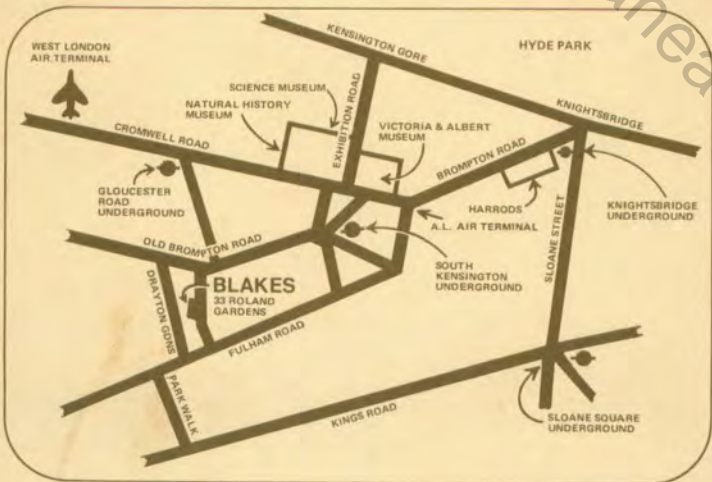 WEST LONDON
AIR TERMINAL
KENSINGTON GORE
HYDE PARK
SCIENCE MUSEUM
NATURAL HISTORY
MUSEUM
EXHIBITION ROAD
KNIGHTSBRIDGE
CROMWELL ROAD
VICTORIA & ALBERT
MUSEUM
BROMPTON ROAD
GLOUCESTER
ROAD
UNDERGROUND
HARRODS
KNIGHTSBRIDGE
UNDERGROUND
A.L. AIR TERMINAL
OLD BROMPTON ROAD
SLOANE STREET
SOUTH
KENSINGTON
UNDERGROUND
BLAKES
33 ROLAND
GARDENS
DRAYTON GDNS
FULHAM ROAD
PARK WALK
KINGS ROAD
SLOANE SQUARE
UNDERGROUND